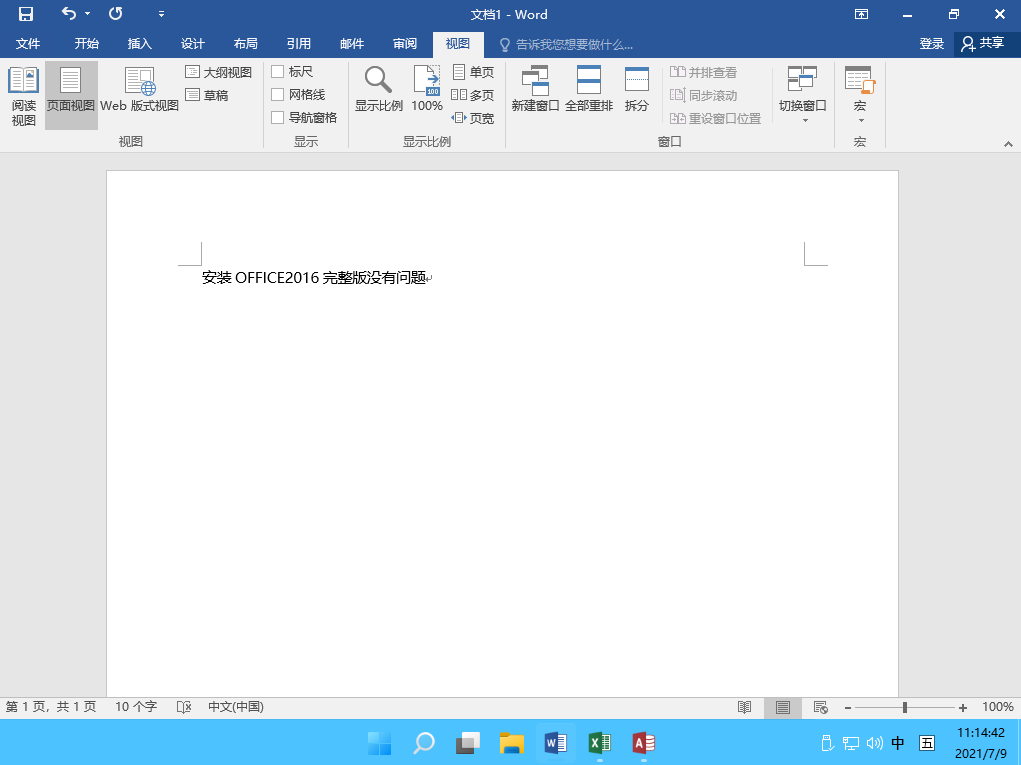 文档1 - Word
文件 开始 插入 设计 布局 引用 邮件 审阅 视图 告诉我您想要做什么... 登录 共享
阅读视图 页面视图 Web 版式视图 大纲视图 草稿
视图
标尺 网格线 导航窗格
显示
显示比例 100 100% 单页 多页 页宽
显示比例
新建窗口 全部重排 拆分 并排查看 同步滚动 重设窗口位置 切换窗口
窗口
宏
宏
安装 OFFICE2016 完整版没有问题
第 1 页，共 1 页 10 个字 中文(中国) 100%
W X A 中 五 11:14:42
2021/7/9